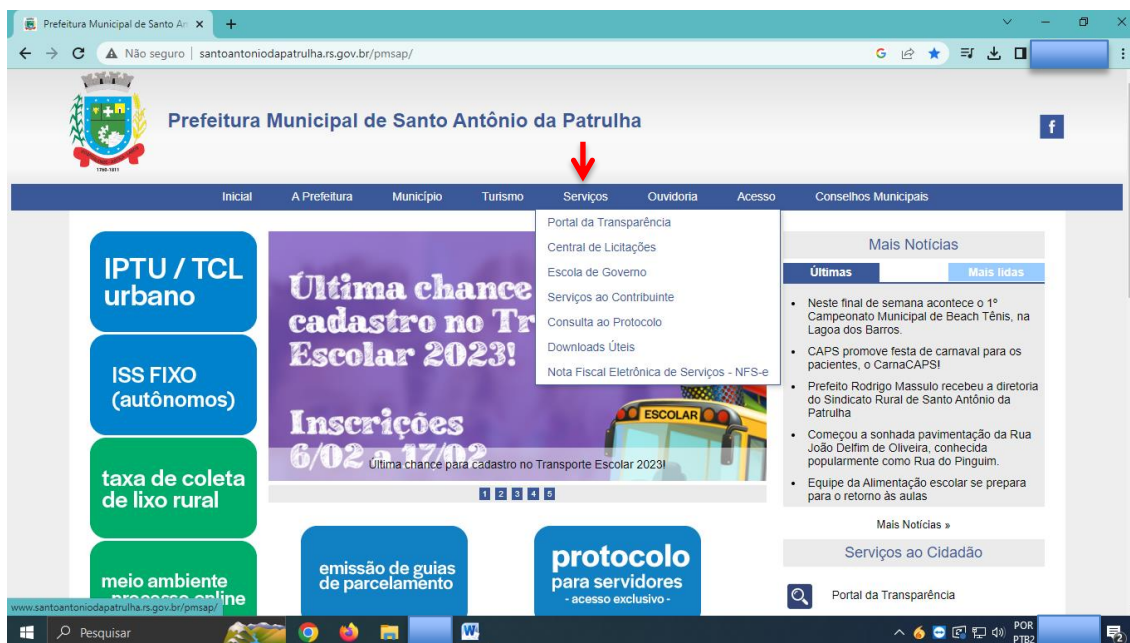 Prefeitura Municipal de Santo An
Não seguro
santoantoniodapatrulha.rs.gov.br/pmsap/
1760-1811
Prefeitura Municipal de Santo Antônio da Patrulha
f
Inicial A Prefeitura Município Turismo Serviços Ouvidoria Acesso Conselhos Municipais
Portal da Transparência
Central de Licitações
Escola de Governo
Serviços ao Contribuinte
Consulta ao Protocolo
Downloads Úteis
Nota Fiscal Eletrônica de Serviços - NFS-e
IPTU / TCL
urbano
ISS FIXO
(autônomos)
taxa de coleta
de lixo rural
meio ambiente
processo online
Última chance
cadastro no Tr
Escolar 2023!
Inscrições
6/02 a 17/02
ESCOLAR
Última chance para cadastro no Transporte Escolar 2023!
1 2 3 4 5
emissão de guias
de parcelamento
protocolo
para servidores
- acesso exclusivo -
Mais Notícias
Últimas Mais lidas
Neste final de semana acontece o 1º
Campeonato Municipal de Beach Tênis, na
Lagoa dos Barros.
CAPS promove festa de carnaval para os
pacientes, o CarnaCAPS!
Prefeito Rodrigo Massulo recebeu a diretoria
do Sindicato Rural de Santo Antônio da
Patrulha
Começou a sonhada pavimentação da Rua
João Delfim de Oliveira, conhecida
popularmente como Rua do Pinguim.
Equipe da Alimentação escolar se prepara
para o retorno às aulas
Mais Notícias »
Serviços ao Cidadão
Portal da Transparência
www.santoantoniodapatrulha.rs.gov.br/pmsap/
Pesquisar
POR
PTB2
2